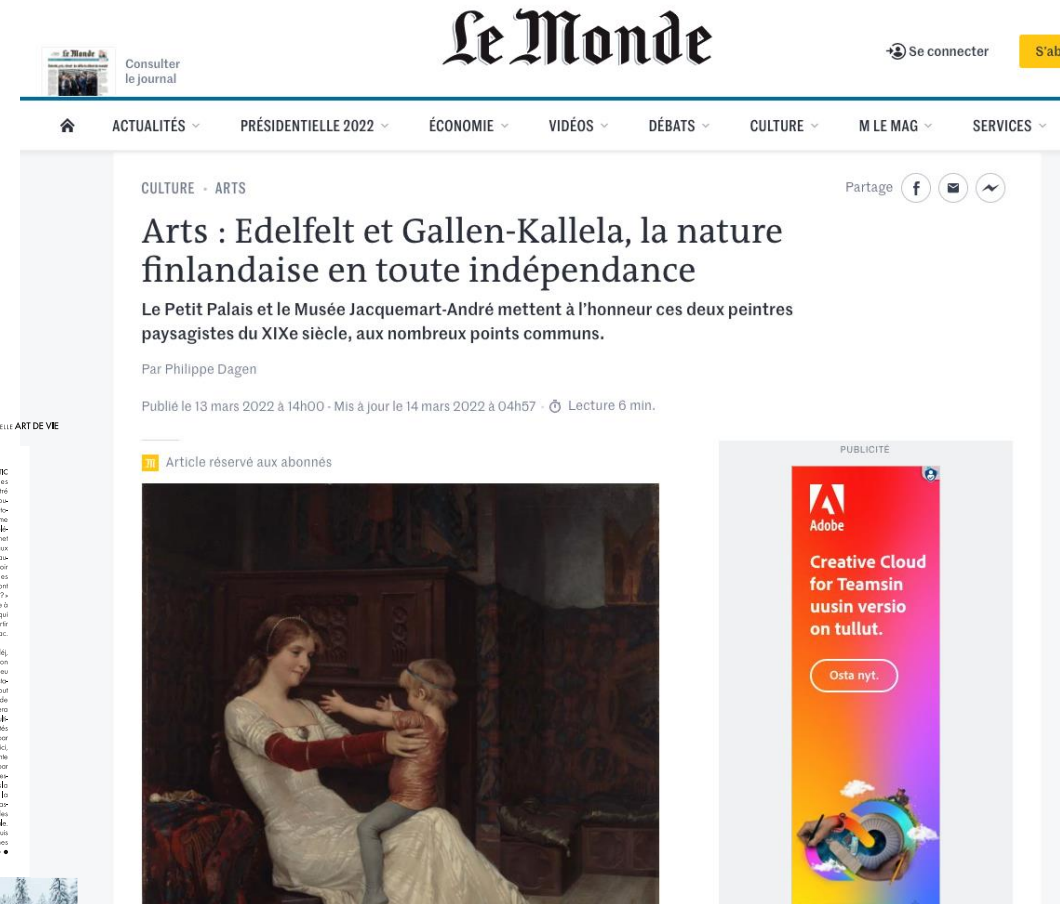 Le Monde
Consulter
le journal
Le Monde
Se connecter
ACTUALITÉS
PRÉSIDENTIELLE 2022
ÉCONOMIE
VIDÉOS
DÉBATS
CULTURE
M LE MAG
SERVICES
CULTURE • ARTS
Partage
Arts : Edelfelt et Gallen-Kallela, la nature
finlandaise en toute indépendance
Le Petit Palais et le Musée Jacquemart-André mettent à l’honneur ces deux peintres
paysagistes du XIXe siècle, aux nombreux points communs.
Par Philippe Dagen
Publié le 13 mars 2022 à 14h00 - Mis à jour le 14 mars 2022 à 04h57 · Lecture 6 min.
ART DE VIE
Article réservé aux abonnés
PUBLICITÉ
Adobe
Creative Cloud
for Teamsin
uusin versio
on tullut.
Osta nyt.